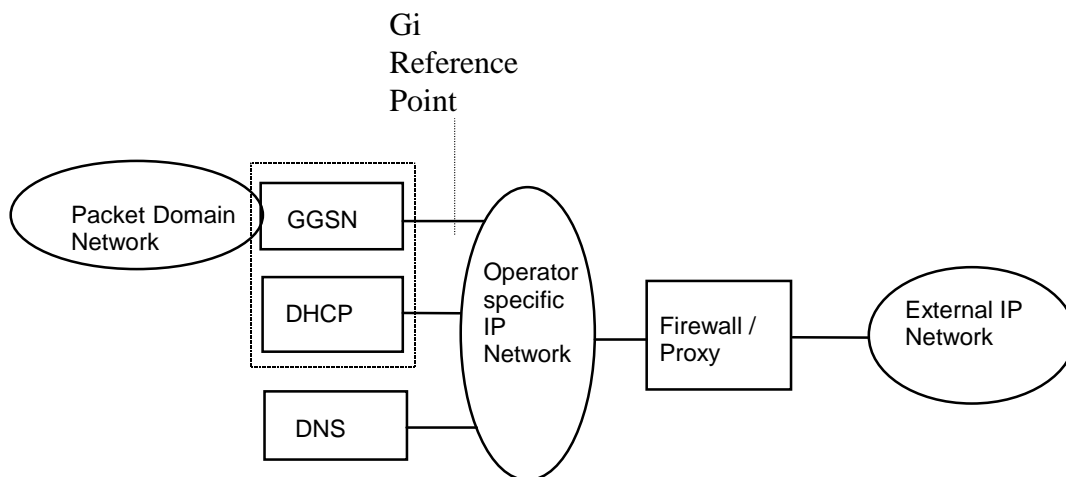 Gi
Reference
Point
Packet Domain
Network
GGSN
DHCP
DNS
Operator
specific
IP
Network
Firewall /
Proxy
External IP
Network